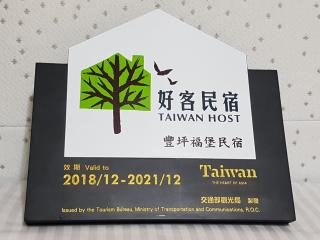 好客民宿
TAIWAN HOST
豐坪福堡民宿
效期 Valid to
2018/12-2021/12
Taiwan
THE HEART OF ASIA
交通部觀光局 製發
Issued by the Tourism Bureau, Ministry of Transportation and Communications, R.O.C.